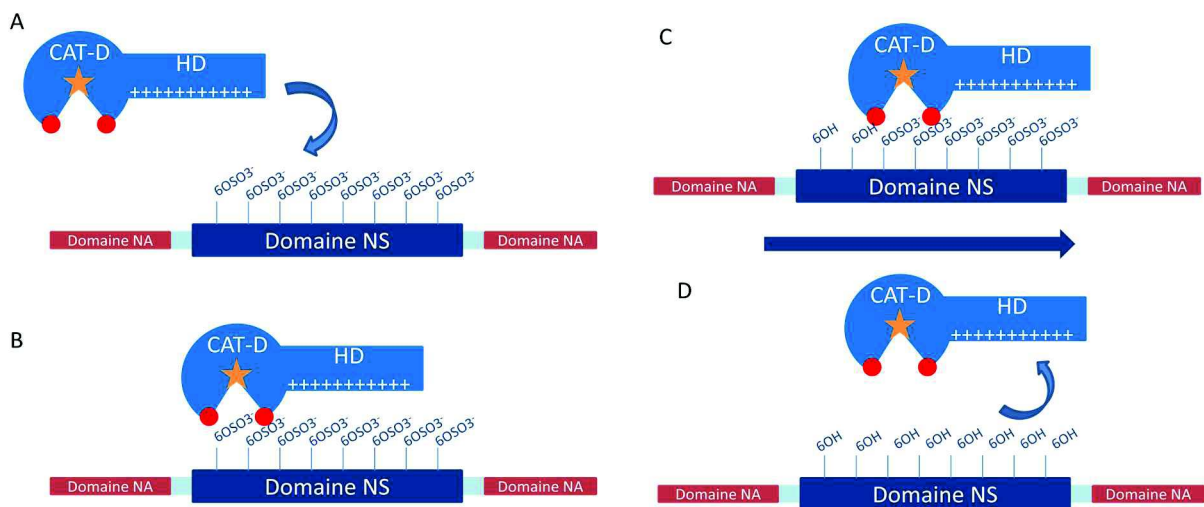 A
CAT-D
HD
+++++++++++
6OSO3- 6OSO3- 6OSO3- 6OSO3- 6OSO3- 6OSO3- 6OSO3- 6OSO3-
Domaine NA Domaine NS Domaine NA
B
CAT-D
HD
+++++++++++
6OSO3- 6OSO3- 6OSO3- 6OSO3- 6OSO3- 6OSO3- 6OSO3- 6OSO3-
Domaine NA Domaine NS Domaine NA
C
CAT-D
HD
+++++++++++
6OH 6OH 6OSO3- 6OSO3- 6OSO3- 6OSO3- 6OSO3- 6OSO3-
Domaine NA Domaine NS Domaine NA
D
CAT-D
HD
+++++++++++
6OH 6OH 6OH 6OH 6OH 6OH 6OH 6OH
Domaine NA Domaine NS Domaine NA